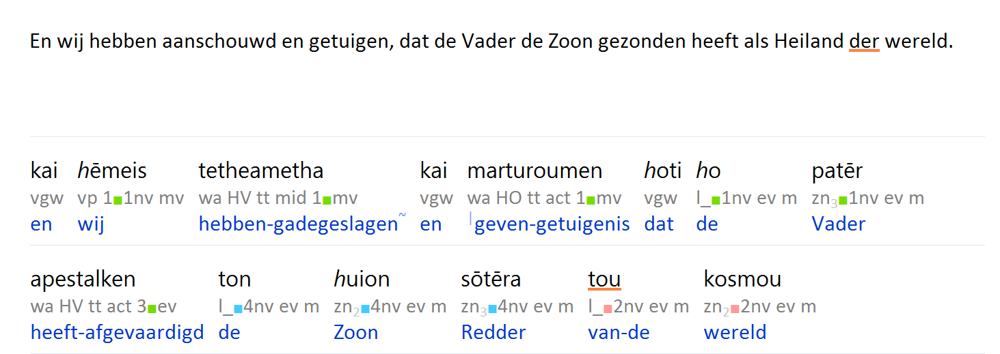 En wij hebben aanschouwd en getuigen, dat de Vader de Zoon gezonden heeft als Heiland der wereld.
kai hēmeis tetheametha kai marturoumen hoti ho patēr
vgw vp 1■1nv mv wa HV tt mid 1■mv vgw wa HO tt act 1■mv vgw l_■1nv ev m zn₃■1nv ev m
en wij hebben-gadegeslagen~ en |geven-getuigenis dat de Vader
apestalken ton huion sōtēra tou kosmou
wa HV tt act 3■ev l_■4nv ev m zn₂■4nv ev m zn₃■4nv ev m l_■2nv ev m zn₂■2nv ev m
heeft-afgevaardigd de Zoon Redder van-de wereld